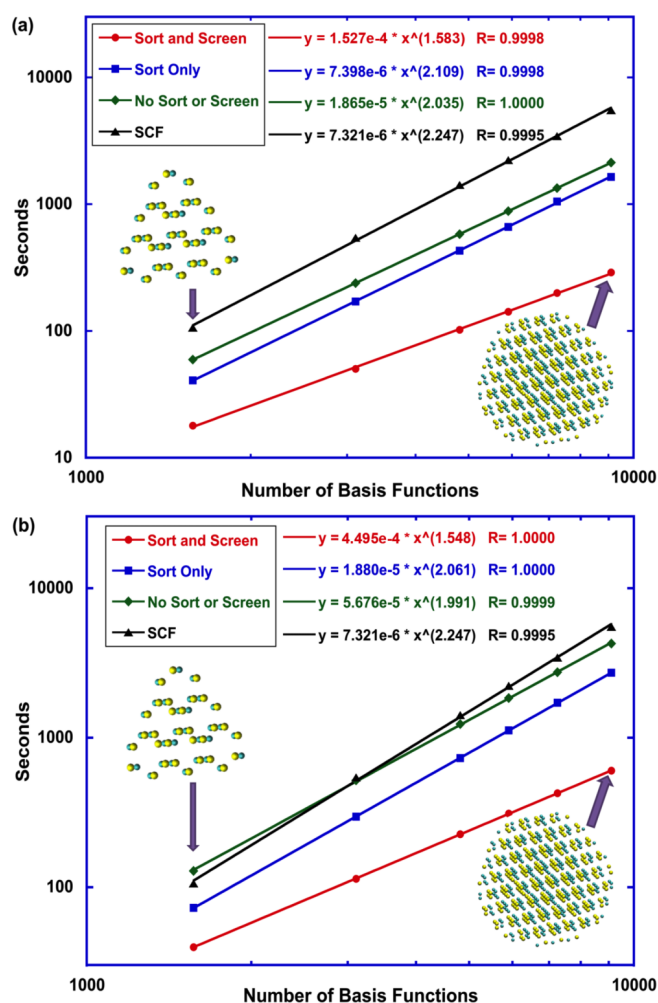 (a)
Sort and Screen y = 1.527e-4 * x^(1.583) R= 0.9998
Sort Only y = 7.398e-6 * x^(2.109) R= 0.9998
No Sort or Screen y = 1.865e-5 * x^(2.035) R= 1.0000
SCF y = 7.321e-6 * x^(2.247) R= 0.9995
10000
1000
100
10
Seconds
1000 10000
Number of Basis Functions
(b)
Sort and Screen y = 4.495e-4 * x^(1.548) R= 1.0000
Sort Only y = 1.880e-5 * x^(2.061) R= 1.0000
No Sort or Screen y = 5.676e-5 * x^(1.991) R= 0.9999
SCF y = 7.321e-6 * x^(2.247) R= 0.9995
10000
1000
100
Seconds
1000 10000
Number of Basis Functions